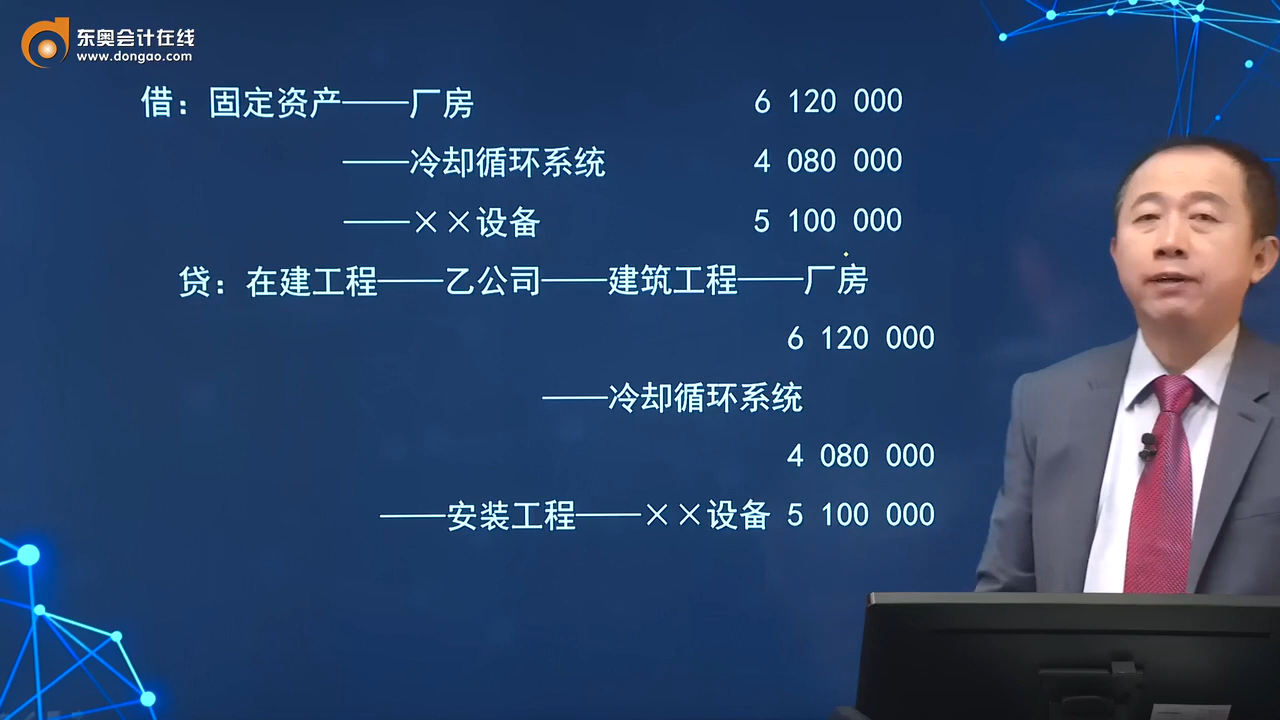 东奥会计在线
www.dongao.com
借：固定资产——厂房 6 120 000
——冷却循环系统 4 080 000
——××设备 5 100 000
贷：在建工程——乙公司——建筑工程——厂房
6 120 000
——冷却循环系统
4 080 000
——安装工程——××设备 5 100 000